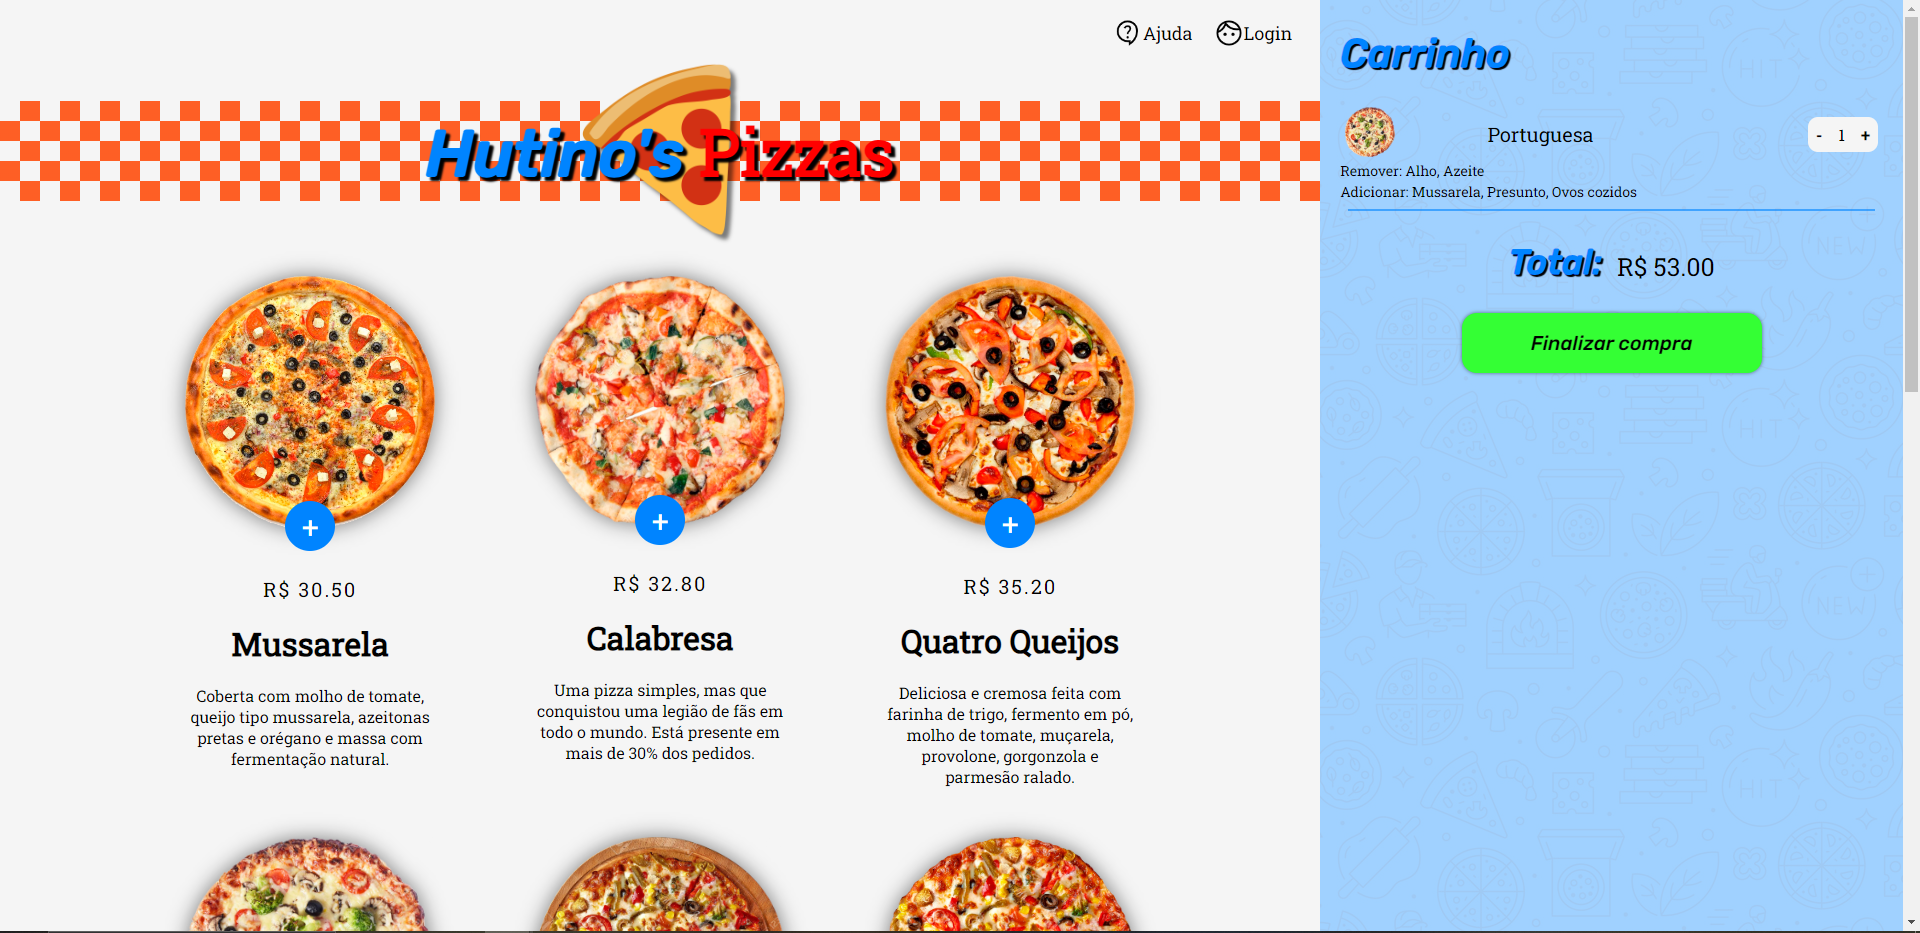 Ajuda
Login
Hutino's Pizzas
R$ 30.50
Mussarela
Coberta com molho de tomate,
queijo tipo mussarela, azeitonas
pretas e orégano e massa com
fermentação natural.
R$ 32.80
Calabresa
Uma pizza simples, mas que
conquistou uma legião de fãs em
todo o mundo. Está presente em
mais de 30% dos pedidos.
R$ 35.20
Quatro Queijos
Deliciosa e cremosa feita com
farinha de trigo, fermento em pó,
molho de tomate, muçarela,
provolone, gorgonzola e
parmesão ralado.
Carrinho
Portuguesa
- 1 +
Remover: Alho, Azeite
Adicionar: Mussarela, Presunto, Ovos cozidos
Total: R$ 53.00
Finalizar compra
HIT
NEW
NEW
HIT